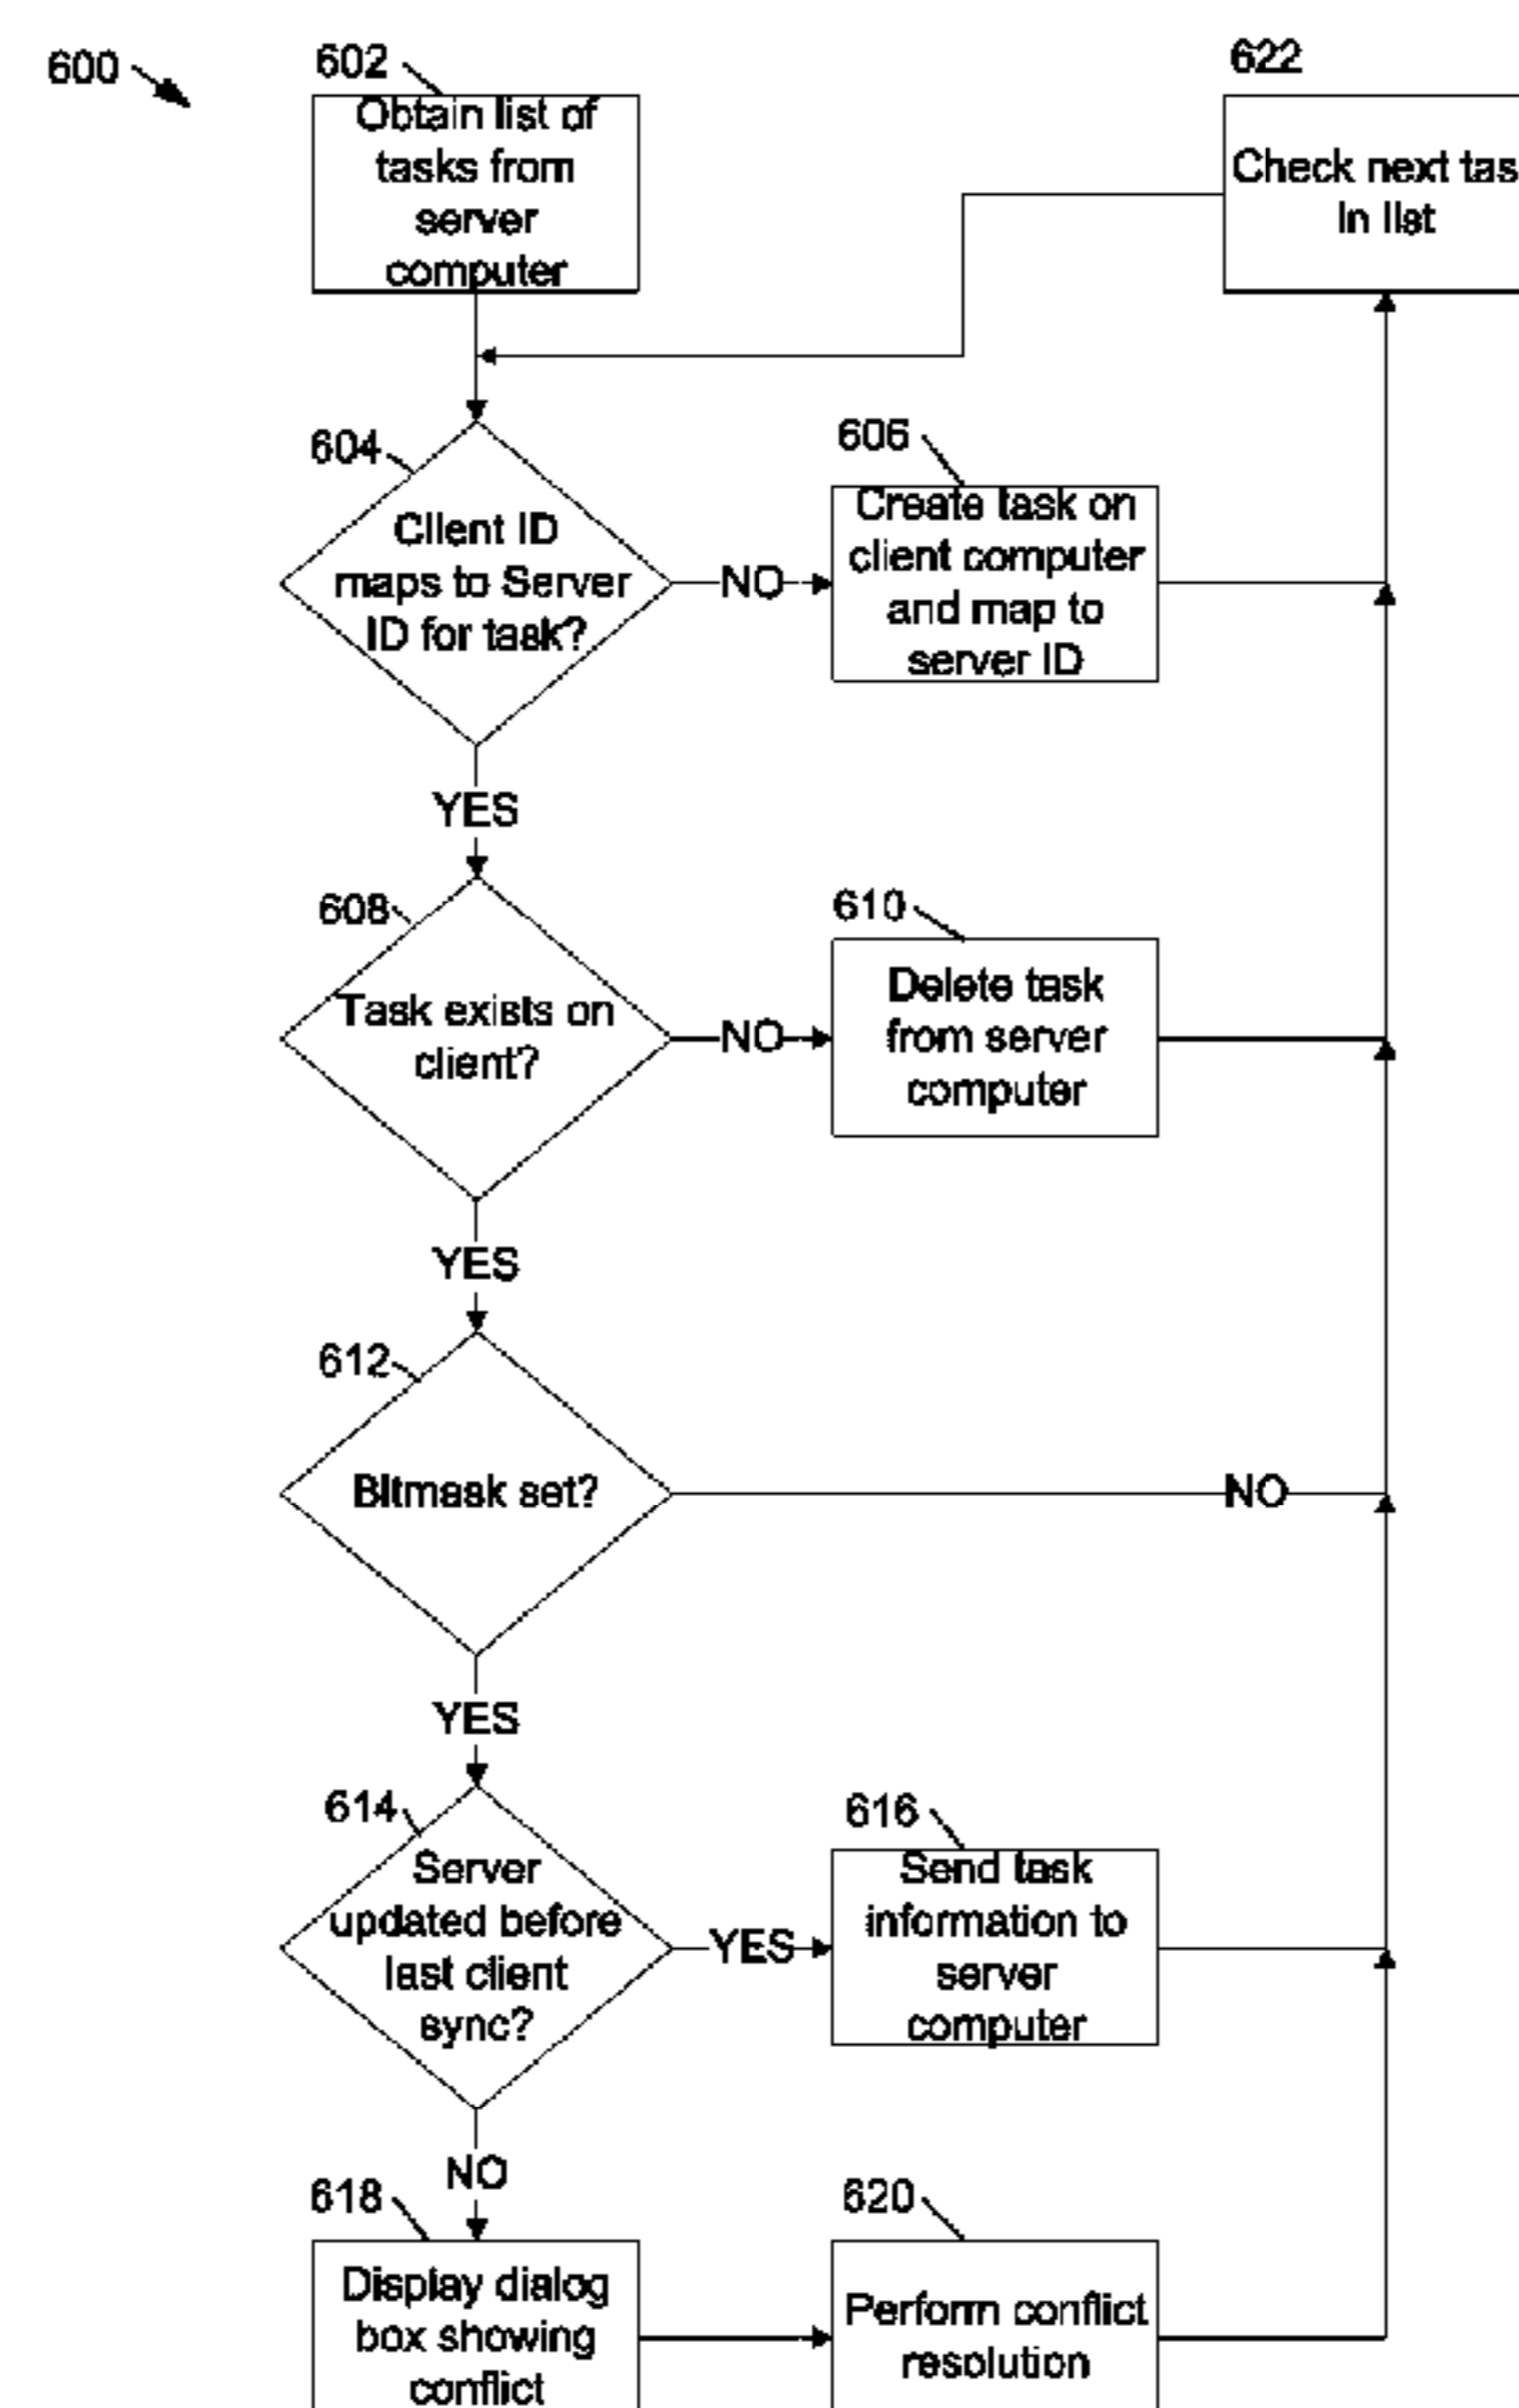 600
602
Obtain list of
tasks from
server
computer
622
Check next tas
in list
604
Client ID
maps to Server
ID for task?
NO
606
Create task on
client computer
and map to
server ID
YES
608
Task exists on
client?
NO
610
Delete task
from server
computer
YES
612
Bitmask set?
NO
YES
614
Server
updated before
last client
sync?
YES
616
Send task
information to
server
computer
NO
618
Display dialog
box showing
conflict
620
Perform conflict
resolution